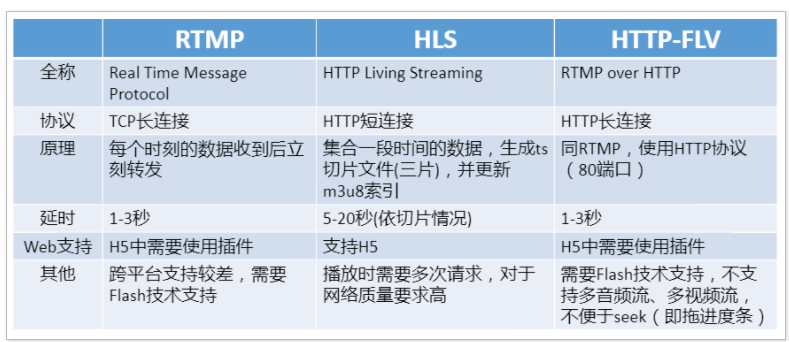 RTMP HLS HTTP-FLV
全称 Real Time Message Protocol HTTP Living Streaming RTMP over HTTP
协议 TCP长连接 HTTP短连接 HTTP长连接
原理 每个时刻的数据收到后立刻转发 集合一段时间的数据，生成ts切片文件(三片)，并更新m3u8索引 同RTMP，使用HTTP协议（80端口）
延时 1-3秒 5-20秒(依切片情况) 1-3秒
Web支持 H5中需要使用插件 支持H5 H5中需要使用插件
其他 跨平台支持较差，需要Flash技术支持 播放时需要多次请求，对于网络质量要求高 需要Flash技术支持，不支持多音频流、多视频流，不便于seek（即拖进度条）